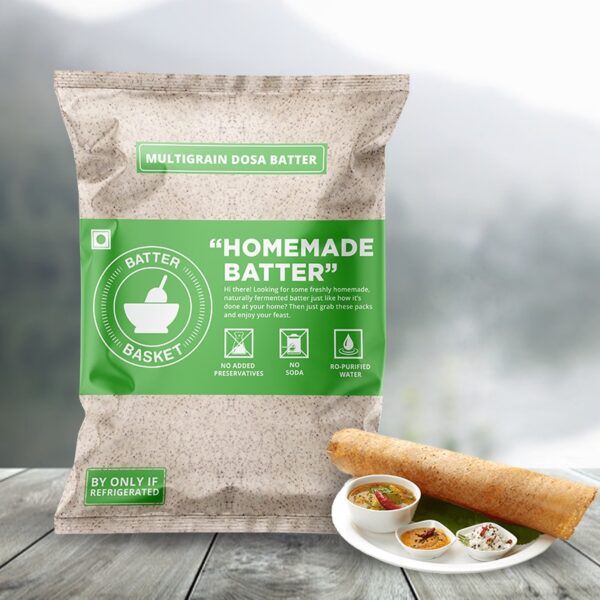 MULTIGRAIN DOSA BATTER
BATTER
BASKET
“HOMEMADE
BATTER”
Hi there! Looking for some freshly homemade,
naturally fermented batter just like how it's
done at your home? Then just grab these packs
and enjoy your feast.
NO ADDED
PRESERVATIVES
NO
SODA
RO-PURIFIED
WATER
BY ONLY IF
REFRIGERATED